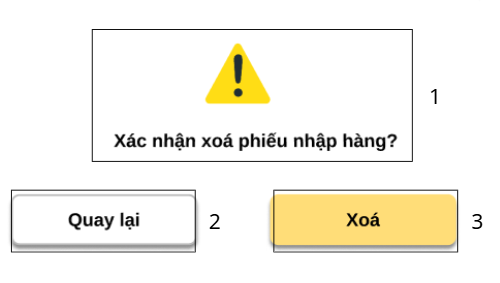 Xác nhận xoá phiếu nhập hàng?
1
Quay lại
2
Xoá
3